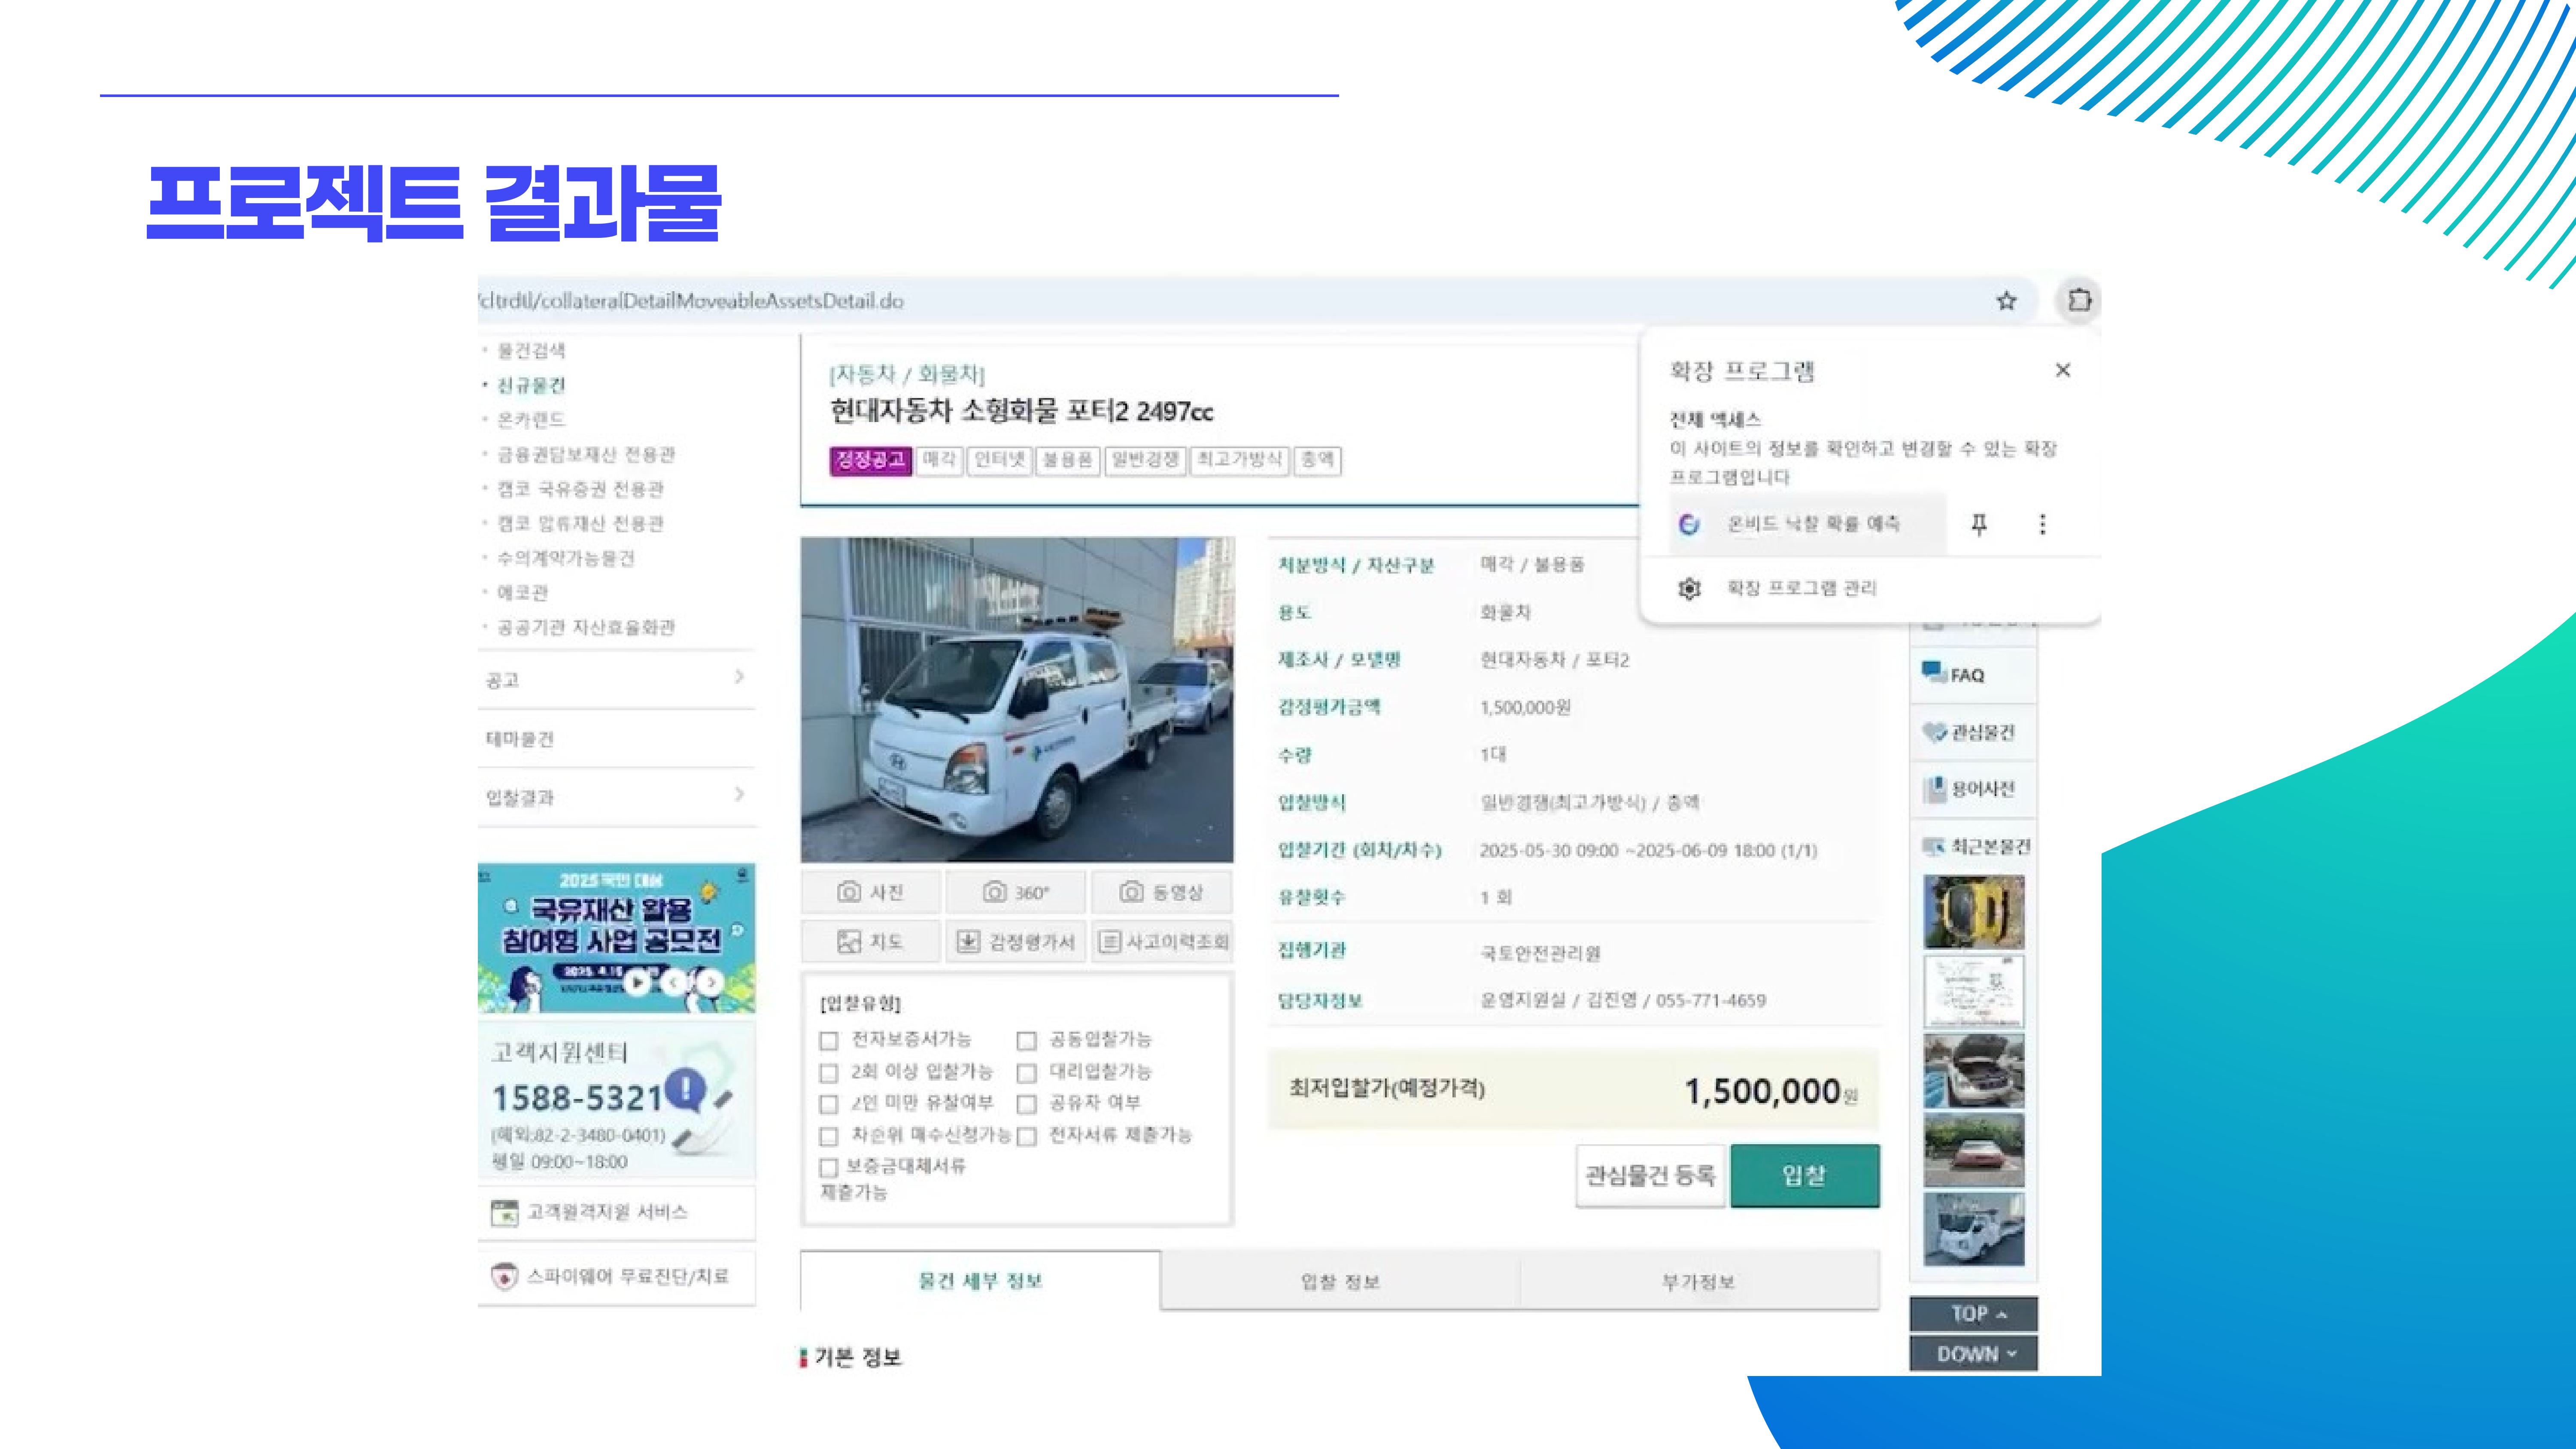 프로젝트 결과물
/cltrdtl/collateralDetailMoveableAssetsDetail.do
물건검색
신규물건
온카랜드
금융권담보재산 전용관
캠코 국유증권 전용관
캠코 압류재산 전용관
수의계약가능물건
에코관
공공기관 자산효율화관
공고
테마물건
입찰결과
2025 국민 대상
국유재산 활용
참여형 사업 공모전
고객지원센터
1588-5321
(해외:82-2-3480-0401)
평일 09:00~18:00
고객원격지원 서비스
스파이웨어 무료진단/치료
[자동차 / 화물차]
현대자동차 소형화물 포터2 2497cc
정정공고 매각 인터넷 불용품 일반경쟁 최고가방식 총액
사진 360° 동영상
지도 감정평가서 사고이력조회
[입찰유형]
전자보증서가능 공동입찰가능
2회 이상 입찰가능 대리입찰가능
2인 미만 유찰여부 공유자 여부
차순위 매수신청가능 전자서류 제출가능
보증금대체서류
제출가능
처분방식 / 자산구분 매각 / 불용품
용도 화물차
제조사 / 모델명 현대자동차 / 포터2
감정평가금액 1,500,000원
수량 1대
입찰방식 일반경쟁(최고가방식) / 총액
입찰기간 (회차/차수) 2025-05-30 09:00 ~2025-06-09 18:00 (1/1)
유찰횟수 1 회
집행기관 국토안전관리원
담당자정보 운영지원실 / 김진영 / 055-771-4659
최저입찰가(예정가격) 1,500,000원
관심물건 등록 입찰
물건 세부 정보 입찰 정보 부가정보
기본 정보
확장 프로그램
전체 액세스
이 사이트의 정보를 확인하고 변경할 수 있는 확장
프로그램입니다
온비드 낙찰 확률 예측
확장 프로그램 관리
FAQ
관심물건
용어사전
최근본물건
TOP
DOWN